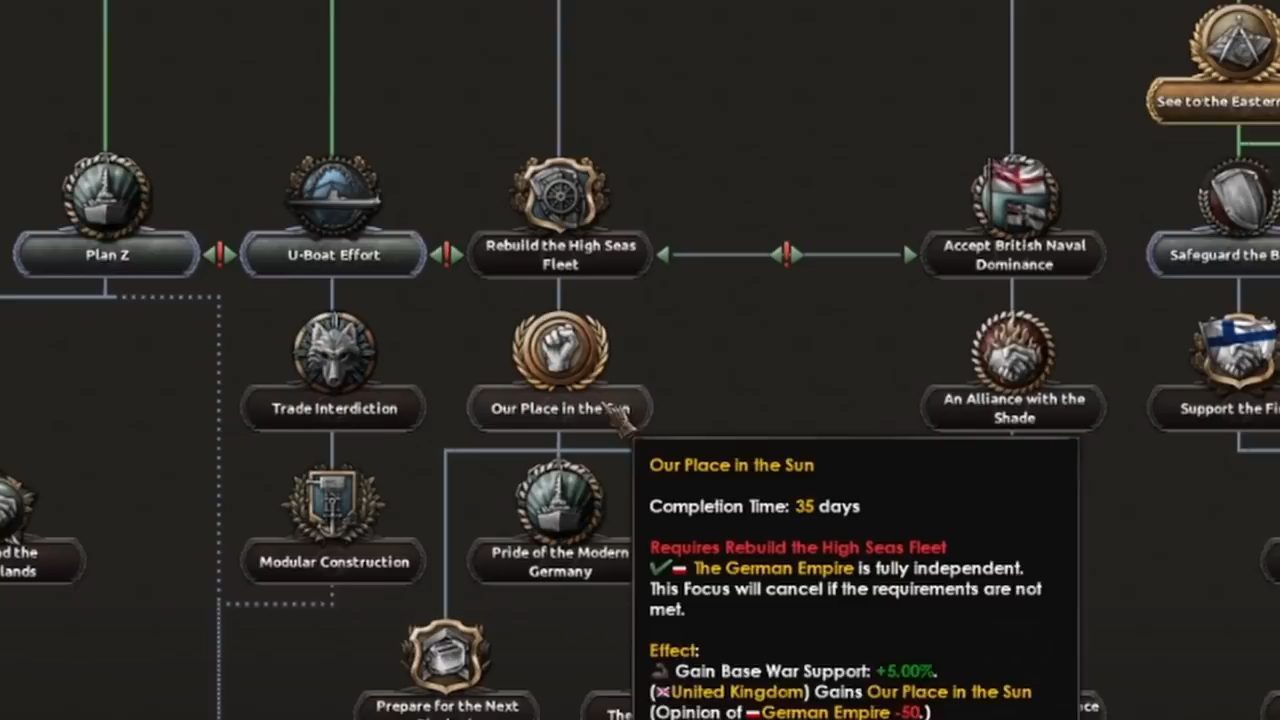 See to the Eastern
Plan Z
U-Boat Effort
Rebuild the High Seas
Fleet
Accept British Naval
Dominance
Safeguard the B
Trade Interdiction
Our Place in the Sun
An Alliance with the
Shade
Support the Fi
d the
lands
Modular Construction
Pride of the Modern
Germany
Prepare for the Next
The
Our Place in the Sun
Completion Time: 35 days
Requires Rebuild the High Seas Fleet
The German Empire is fully independent.
This Focus will cancel if the requirements are not
met.
Effect:
Gain Base War Support: +5.00%.
(United Kingdom) Gains Our Place in the Sun
(Opinion of German Empire -50.)